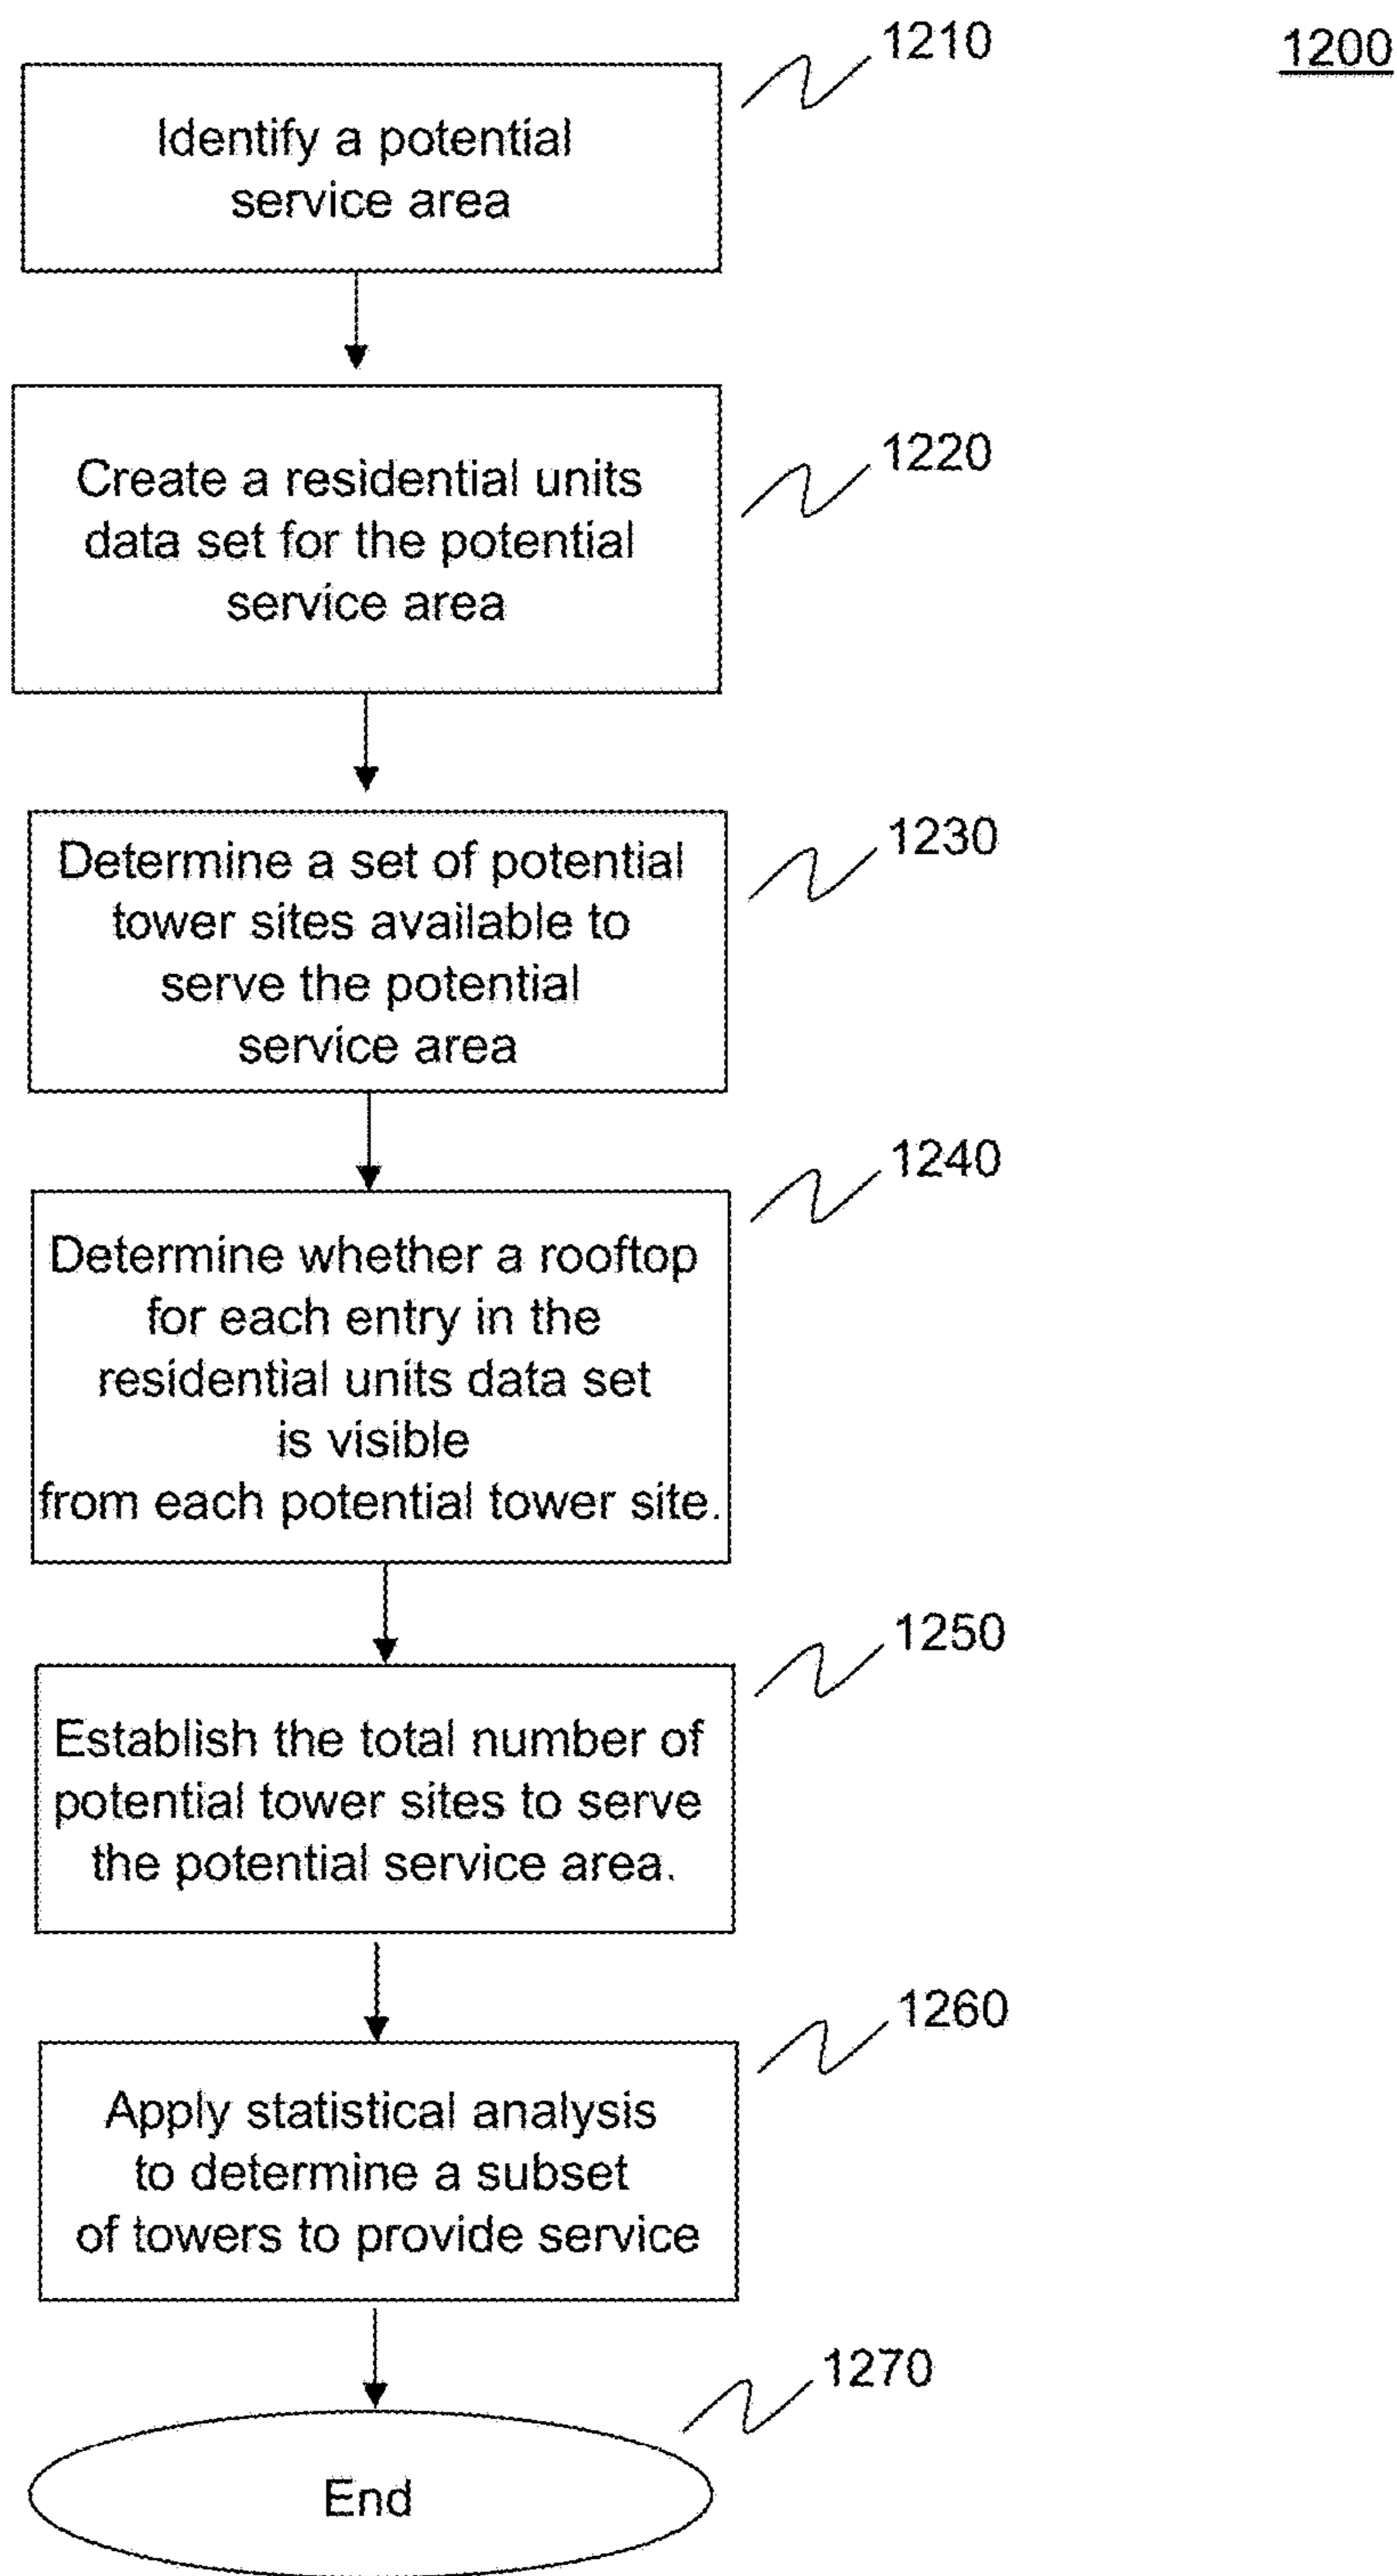 1200
1210
Identify a potential
service area
1220
Create a residential units
data set for the potential
service area
1230
Determine a set of potential
tower sites available to
serve the potential
service area
1240
Determine whether a rooftop
for each entry in the
residential units data set
is visible
from each potential tower site.
1250
Establish the total number of
potential tower sites to serve
the potential service area.
1260
Apply statistical analysis
to determine a subset
of towers to provide service
1270
End